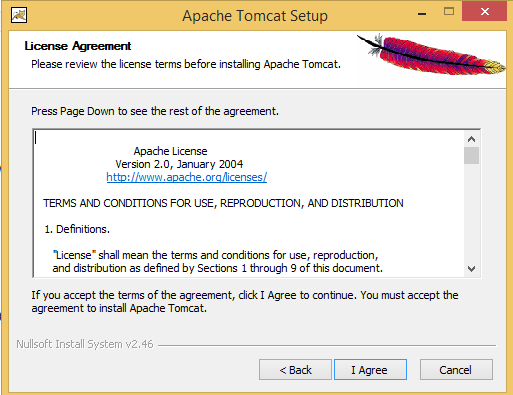 Apache Tomcat Setup
License Agreement
Please review the license terms before installing Apache Tomcat.
Press Page Down to see the rest of the agreement.
Apache License
Version 2.0, January 2004
http://www.apache.org/licenses/
TERMS AND CONDITIONS FOR USE, REPRODUCTION, AND DISTRIBUTION
1. Definitions.
"License" shall mean the terms and conditions for use, reproduction,
and distribution as defined by Sections 1 through 9 of this document.
If you accept the terms of the agreement, click I Agree to continue. You must accept the
agreement to install Apache Tomcat.
Nullsoft Install System v2.46
< Back
I Agree
Cancel